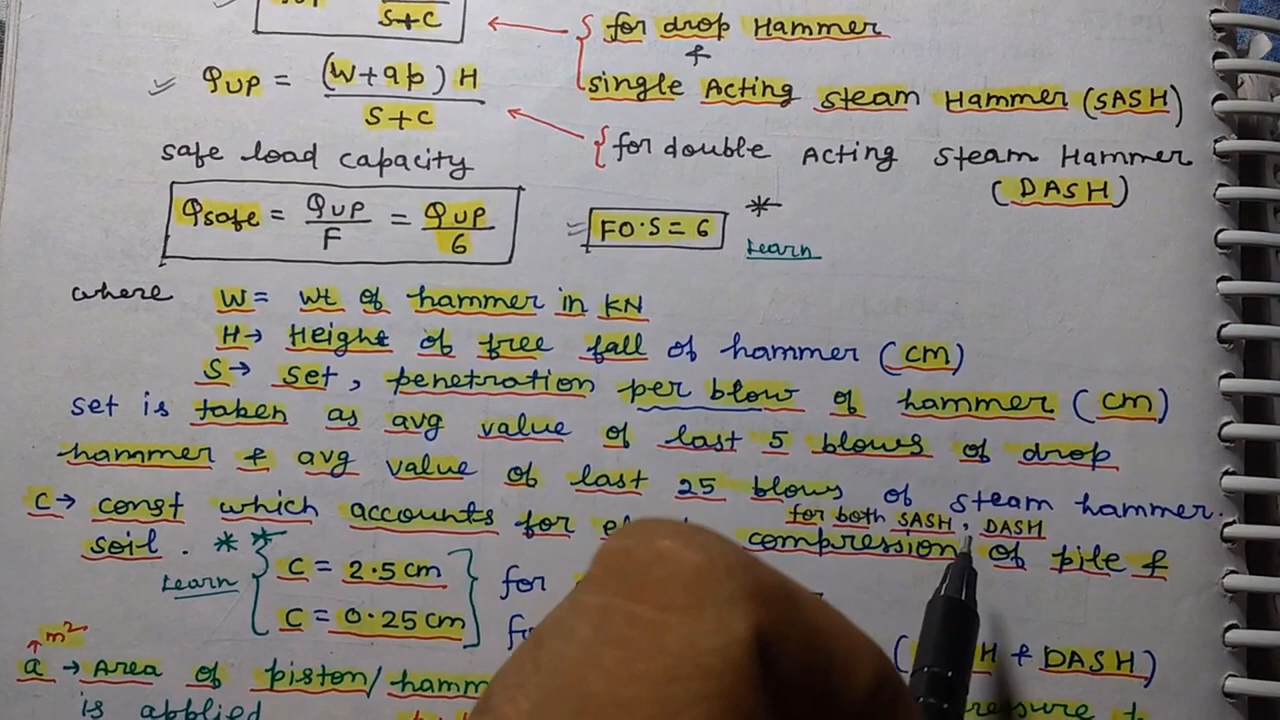 S+C
for drop Hammer
&
single Acting steam Hammer (SASH)
QUP = (W+ap) H
S+C
for double Acting steam Hammer
(DASH)
safe load capacity
Qsafe = QUP/F = QUP/6
FO.S = 6
*
Learn
where W = wt of hammer in KN
H→ Height of free fall of hammer (cm)
S→ set, penetration per blow of hammer (cm)
set is taken as avg value of last 5 blows of drop
hammer & avg value of last 25 blows of steam hammer.
for both SASH, DASH
C→ const which accounts for compression of pile &
soil. **
Learn
C = 2.5 cm for
C = 0.25 cm
H & DASH)
m²
a → Area of piston/
is applied